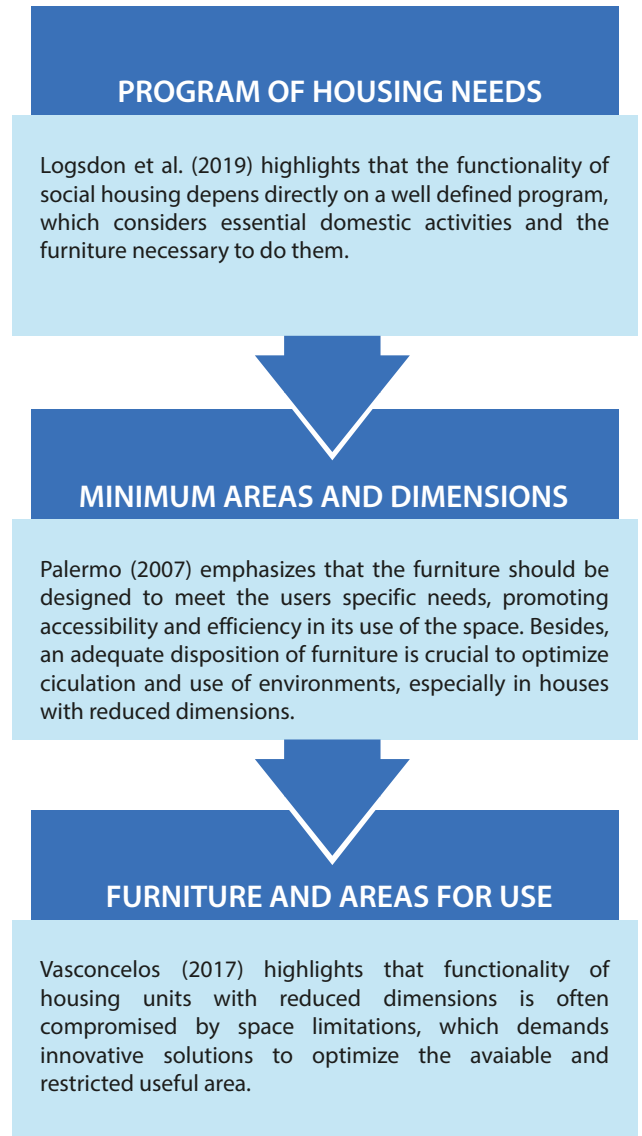 PROGRAM OF HOUSING NEEDS
Logsdon et al. (2019) highlights that the functionality of
social housing depens directly on a well defined program,
which considers essential domestic activities and the
furniture necessary to do them.
MINIMUM AREAS AND DIMENSIONS
Palermo (2007) emphasizes that the furniture should be
designed to meet the users specific needs, promoting
accessibility and efficiency in its use of the space. Besides,
an adequate disposition of furniture is crucial to optimize
ciculation and use of environments, especially in houses
with reduced dimensions.
FURNITURE AND AREAS FOR USE
Vasconcelos (2017) highlights that functionality of
housing units with reduced dimensions is often
compromised by space limitations, which demands
innovative solutions to optimize the avaiable and
restricted useful area.